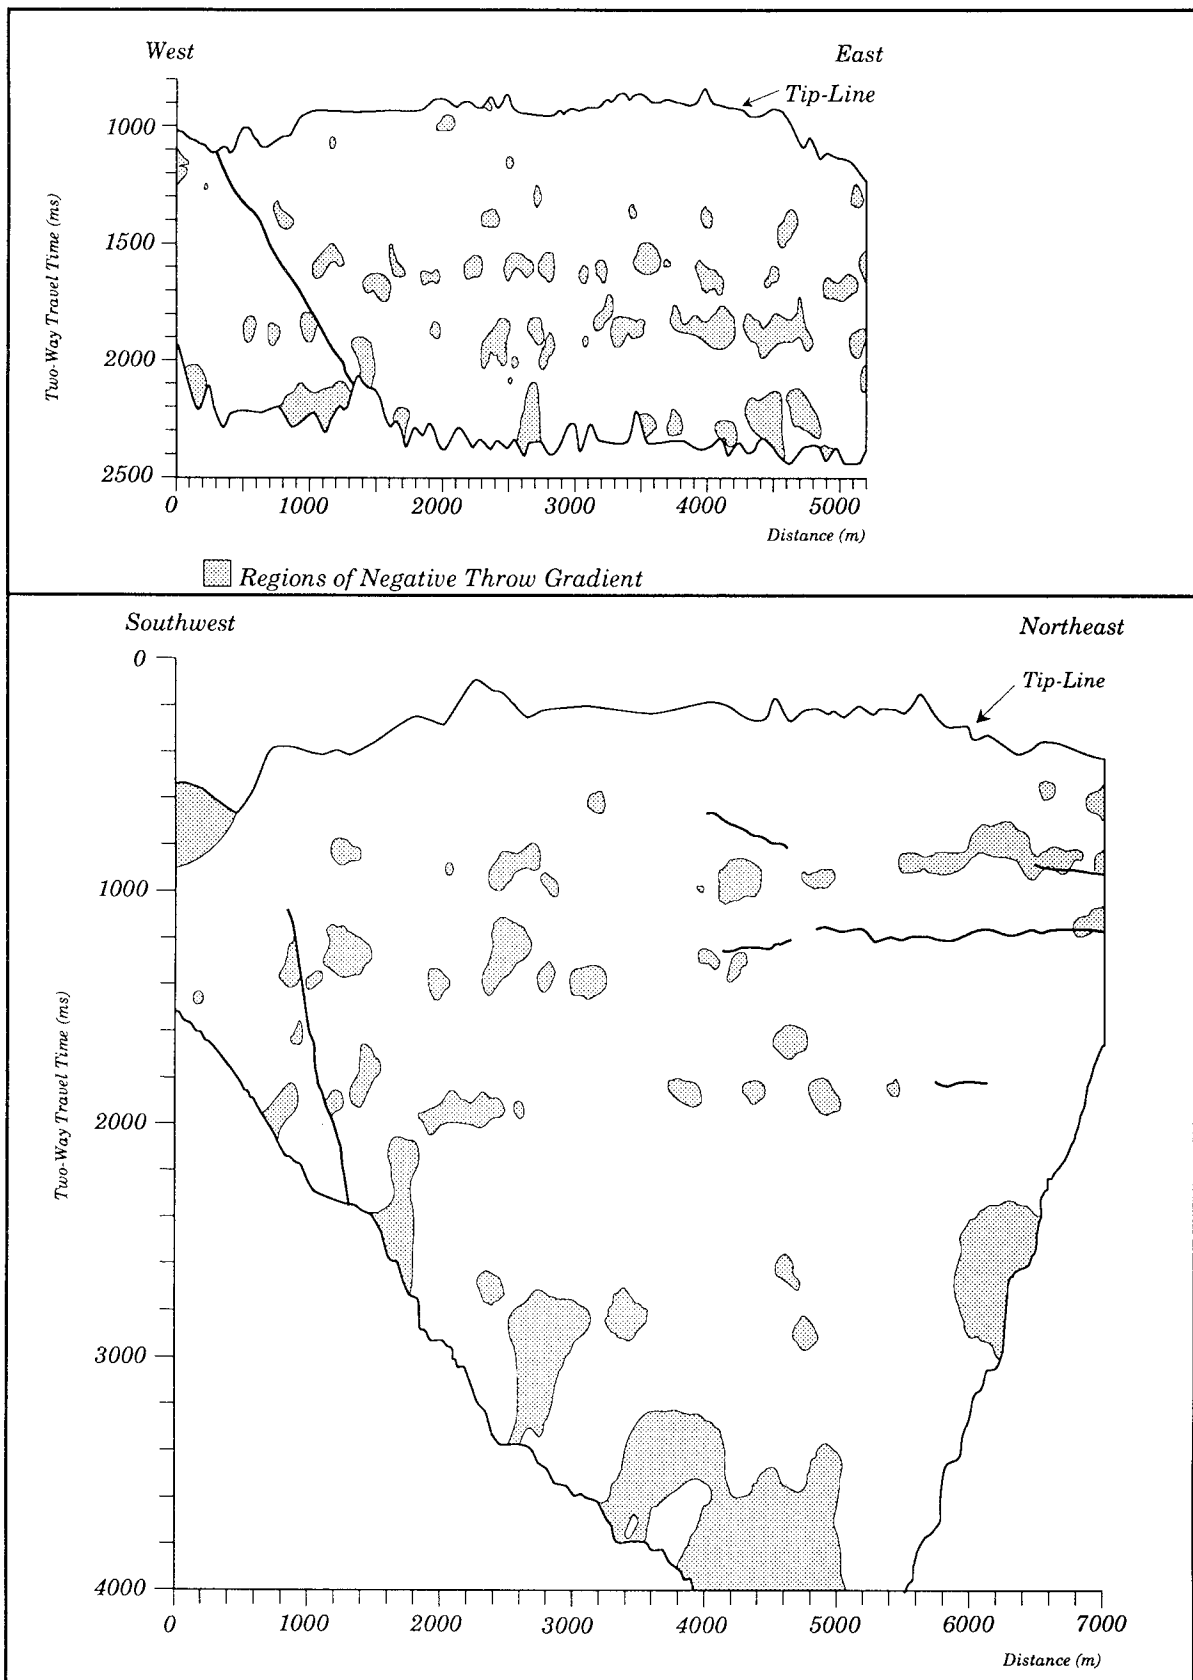 West
East
Tip-Line
1000
1500
2000
2500
Two-Way Travel Time (ms)
0
1000
2000
3000
4000
5000
Distance (m)
Regions of Negative Throw Gradient
Southwest
Northeast
Tip-Line
0
1000
2000
3000
4000
Two-Way Travel Time (ms)
0
1000
2000
3000
4000
5000
6000
7000
Distance (m)